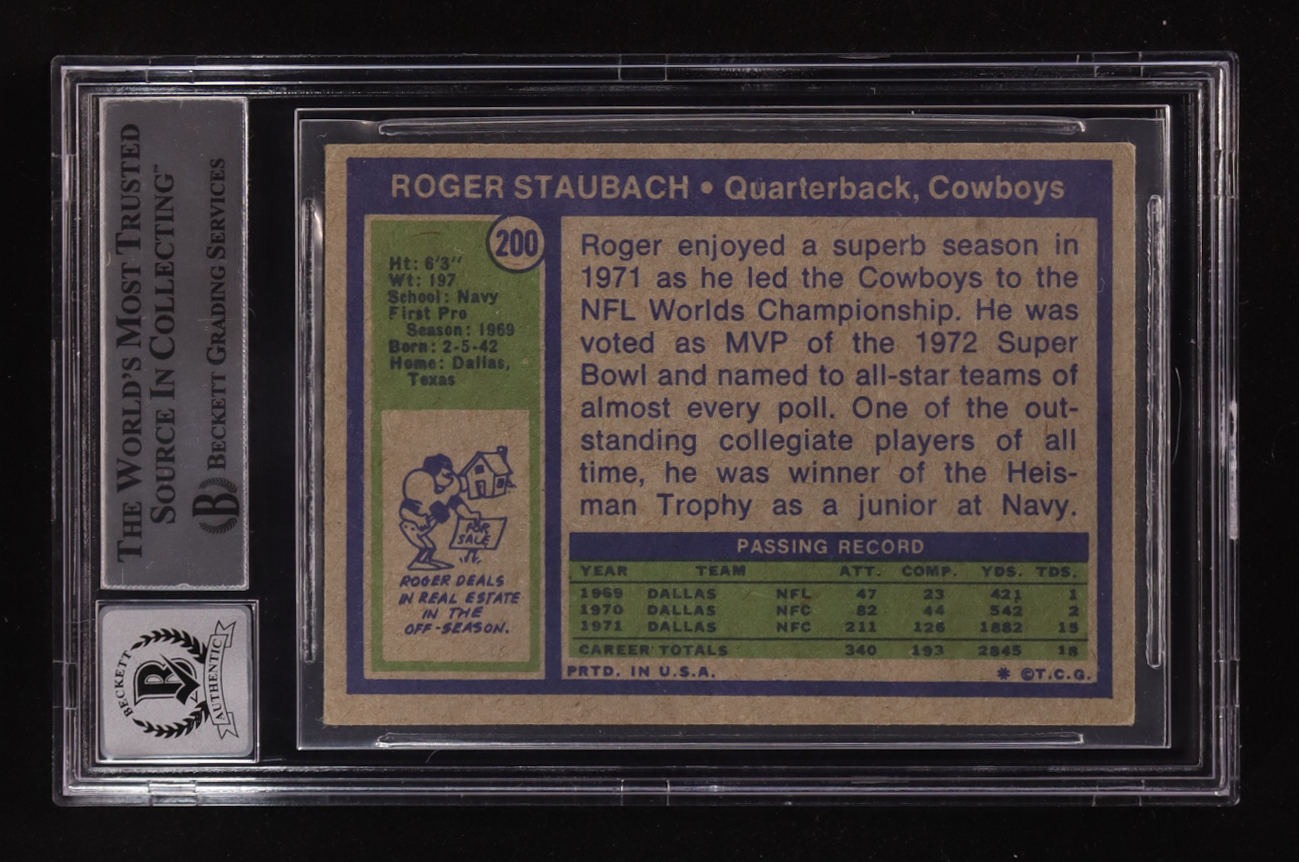 THE WORLD'S MOST TRUSTED
SOURCE IN COLLECTING™
B BECKETT GRADING SERVICES
BECKETT
B
AUTHENTIC
ROGER STAUBACH • Quarterback, Cowboys
200
Ht: 6'3"
Wt: 197
School: Navy
First Pro
Season: 1969
Born: 2-5-42
Home: Dallas,
Texas
FOR
SALE
ROGER DEALS
IN REAL ESTATE
IN THE
OFF-SEASON.
Roger enjoyed a superb season in
1971 as he led the Cowboys to the
NFL Worlds Championship. He was
voted as MVP of the 1972 Super
Bowl and named to all-star teams of
almost every poll. One of the out-
standing collegiate players of all
time, he was winner of the Heis-
man Trophy as a junior at Navy.
PASSING RECORD
YEAR TEAM ATT. COMP. YDS. TDS.
1969 DALLAS NFL 47 23 421 1
1970 DALLAS NFC 82 44 542 2
1971 DALLAS NFC 211 126 1882 15
CAREER TOTALS 340 193 2845 18
PRTD. IN U.S.A. * ©T.C.G.